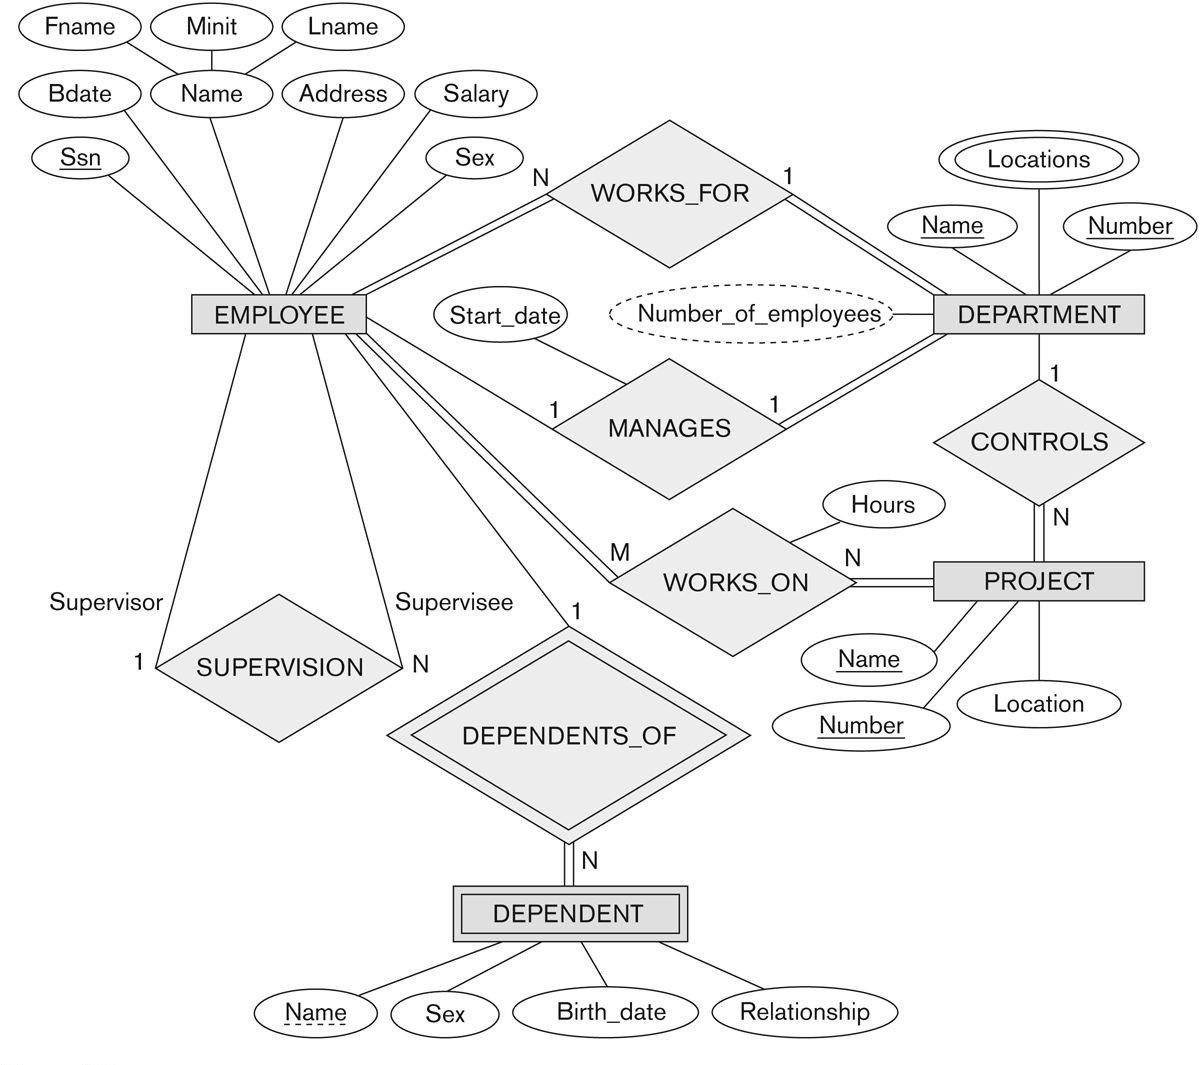 Fname
Minit
Lname
Bdate
Name
Address
Salary
Ssn
Sex
N
WORKS_FOR
1
Locations
Name
Number
EMPLOYEE
Start_date
Number_of_employees
DEPARTMENT
1
MANAGES
1
1
CONTROLS
N
Hours
M
WORKS_ON
N
PROJECT
Supervisor
Supervisee
1
SUPERVISION
N
1
Name
Number
Location
DEPENDENTS_OF
N
DEPENDENT
Name
Sex
Birth_date
Relationship